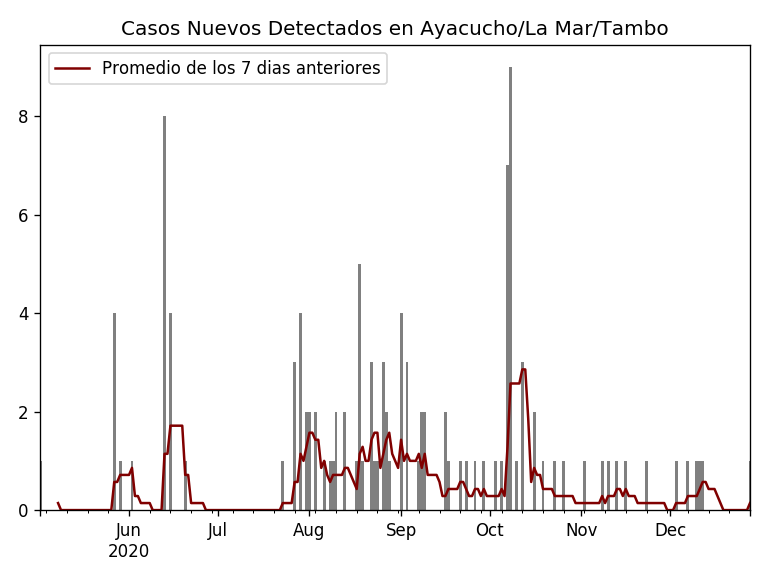 Casos Nuevos Detectados en Ayacucho/La Mar/Tambo
Promedio de los 7 dias anteriores
8
6
4
2
0
Jun Jul Aug Sep Oct Nov Dec
2020